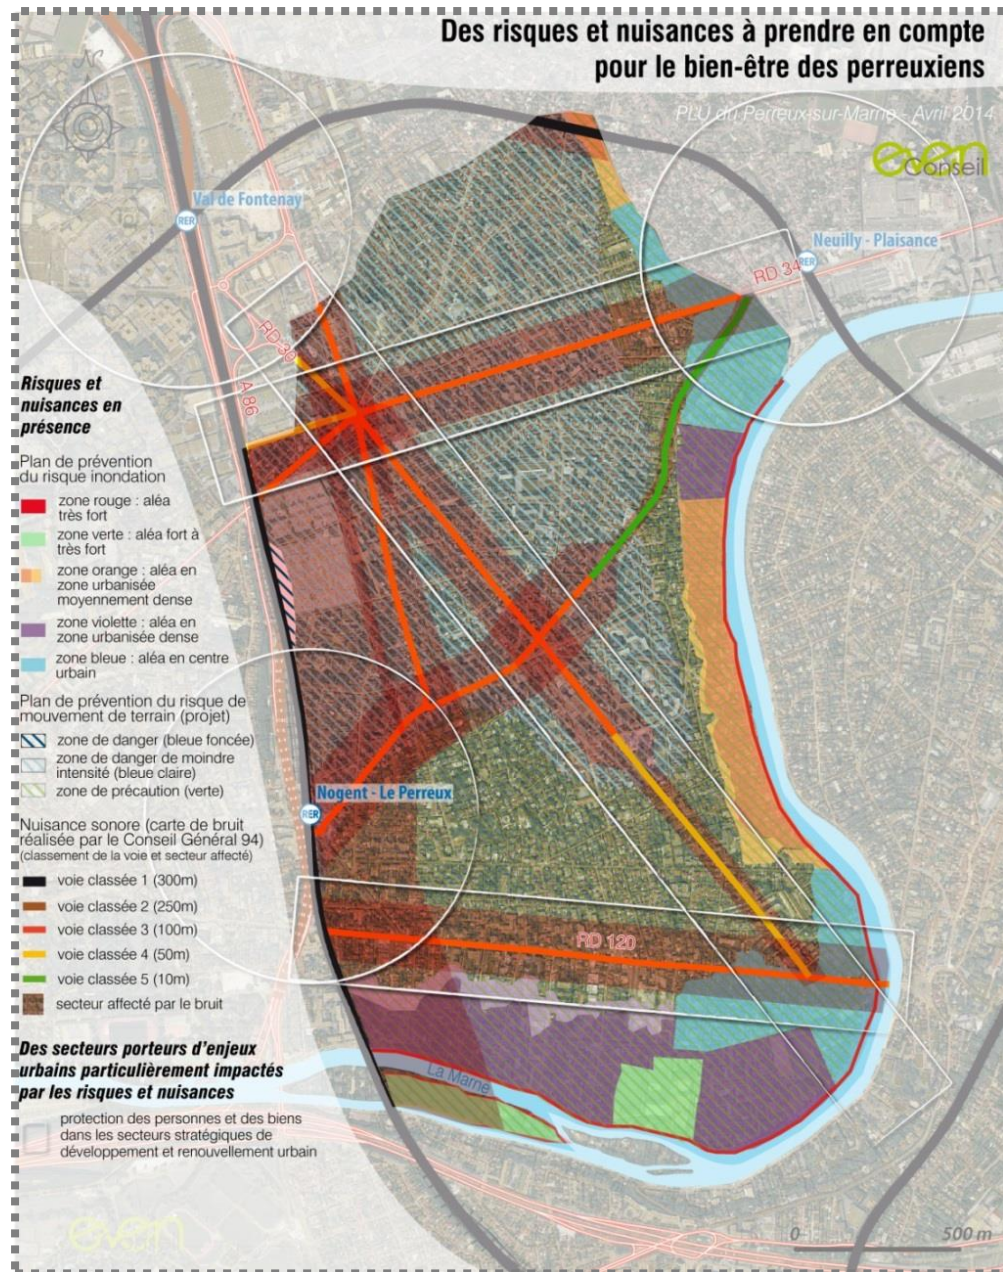 Des risques et nuisances à prendre en compte
pour le bien-être des perreuxiens
PLU du Perreux-sur-Marne - Avril 2014
even
Conseil
N
Val de Fontenay
RER
Neuilly - Plaisance
RER
RD 34
RD 30
A 86
Risques et
nuisances en
présence
Plan de prévention
du risque inondation
zone rouge : aléa
très fort
zone verte : aléa fort à
très fort
zone orange : aléa en
zone urbanisée
moyennement dense
zone violette : aléa en
zone urbanisée dense
zone bleue : aléa en centre
urbain
Plan de prévention du risque de
mouvement de terrain (projet)
zone de danger (bleue foncée)
zone de danger de moindre
intensité (bleue claire)
zone de précaution (verte)
Nuisance sonore (carte de bruit
réalisée par le Conseil Général 94)
(classement de la voie et secteur affecté)
voie classée 1 (300m)
voie classée 2 (250m)
voie classée 3 (100m)
voie classée 4 (50m)
voie classée 5 (10m)
secteur affecté par le bruit
Nogent - Le Perreux
RER
RD 120
La Marne
Des secteurs porteurs d'enjeux
urbains particulièrement impactés
par les risques et nuisances
protection des personnes et des biens
dans les secteurs stratégiques de
développement et renouvellement urbain
even
0 500 m